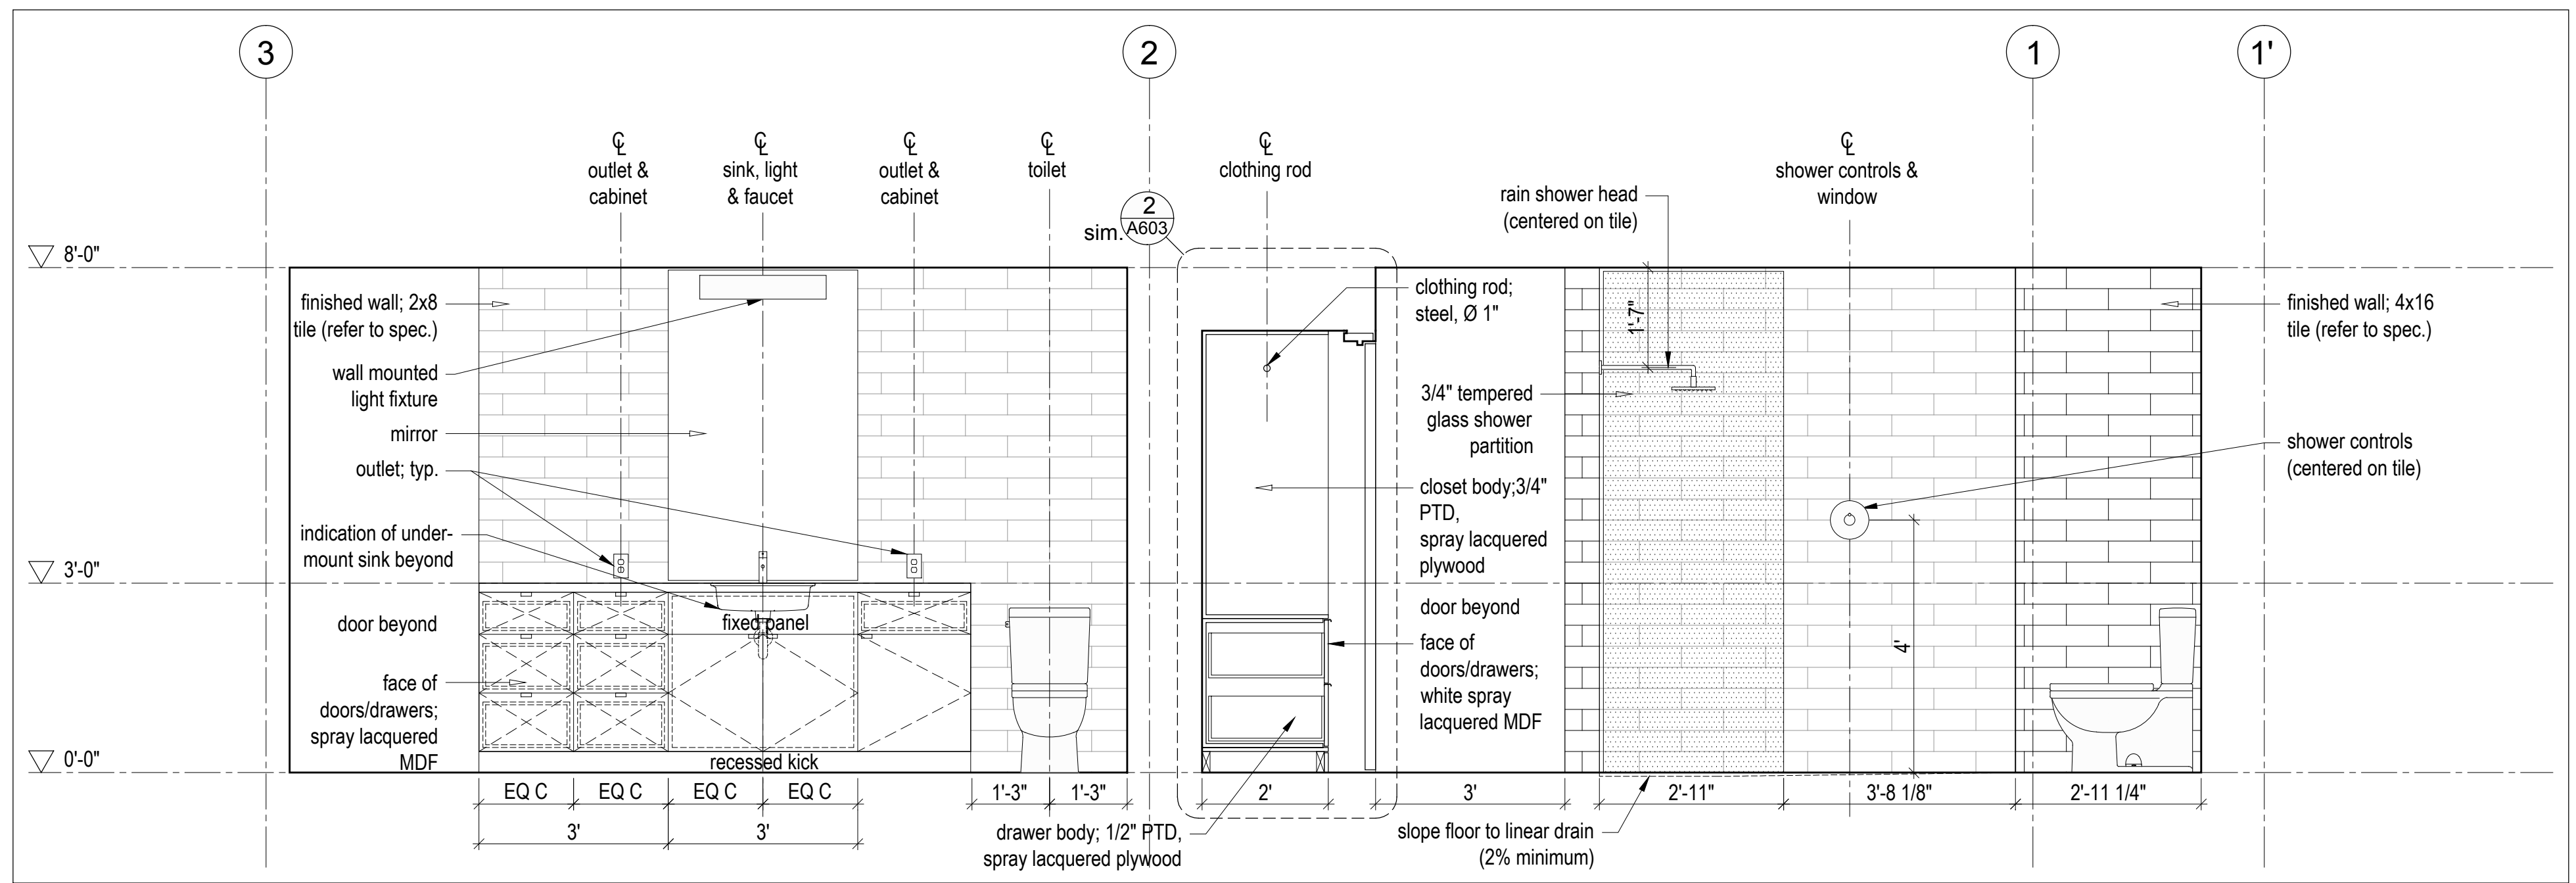 3
2
1
1'
℄
outlet &
cabinet
℄
sink, light
& faucet
℄
outlet &
cabinet
℄
toilet
℄
clothing rod
℄
shower controls &
window
sim.
2
A603
rain shower head
(centered on tile)
8'-0"
3'-0"
0'-0"
finished wall; 2x8
tile (refer to spec.)
wall mounted
light fixture
mirror
outlet; typ.
indication of under-
mount sink beyond
door beyond
face of
doors/drawers;
spray lacquered
MDF
fixed panel
recessed kick
clothing rod;
steel, Ø 1"
3/4" tempered
glass shower
partition
closet body;3/4"
PTD,
spray lacquered
plywood
door beyond
face of
doors/drawers;
white spray
lacquered MDF
1'-7"
4'
finished wall; 4x16
tile (refer to spec.)
shower controls
(centered on tile)
EQ C
EQ C
EQ C
EQ C
1'-3"
1'-3"
2'
3'
2'-11"
3'-8 1/8"
2'-11 1/4"
3'
3'
drawer body; 1/2" PTD,
spray lacquered plywood
slope floor to linear drain
(2% minimum)